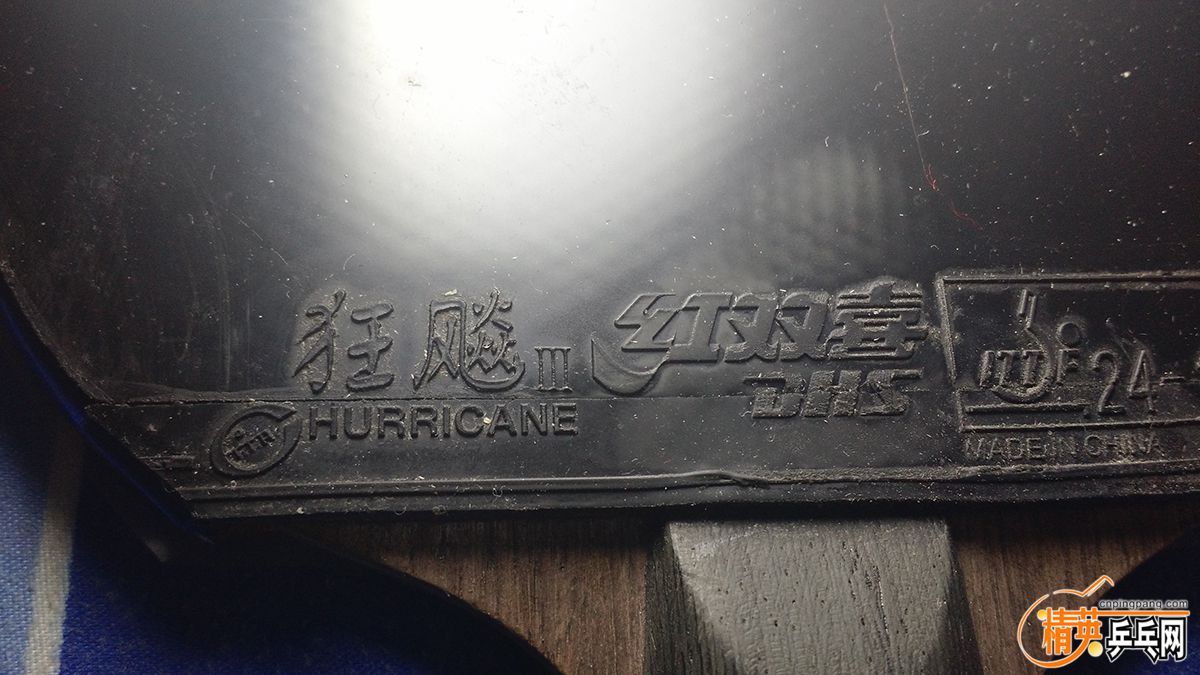 狂飚III
HURRICANE
ITTF
红双喜
DHS
ITTF
24-
MADE IN CHINA
cnpingpang.com
精英乒乓网